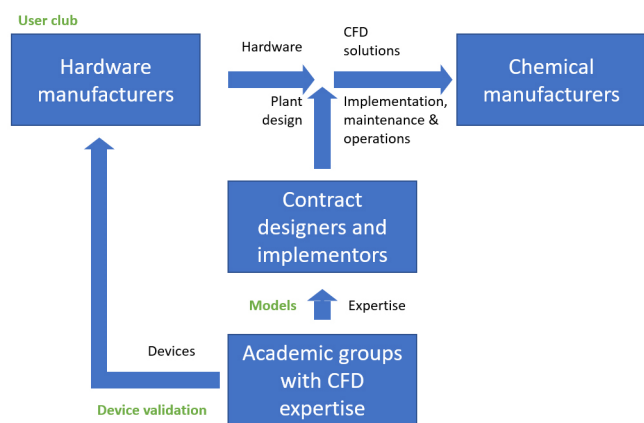 User club
Hardware
manufacturers
Hardware
CFD
solutions
Chemical
manufacturers
Plant
design
Implementation,
maintenance &
operations
Contract
designers and
implementors
Models
Expertise
Devices
Academic groups
with CFD
expertise
Device validation